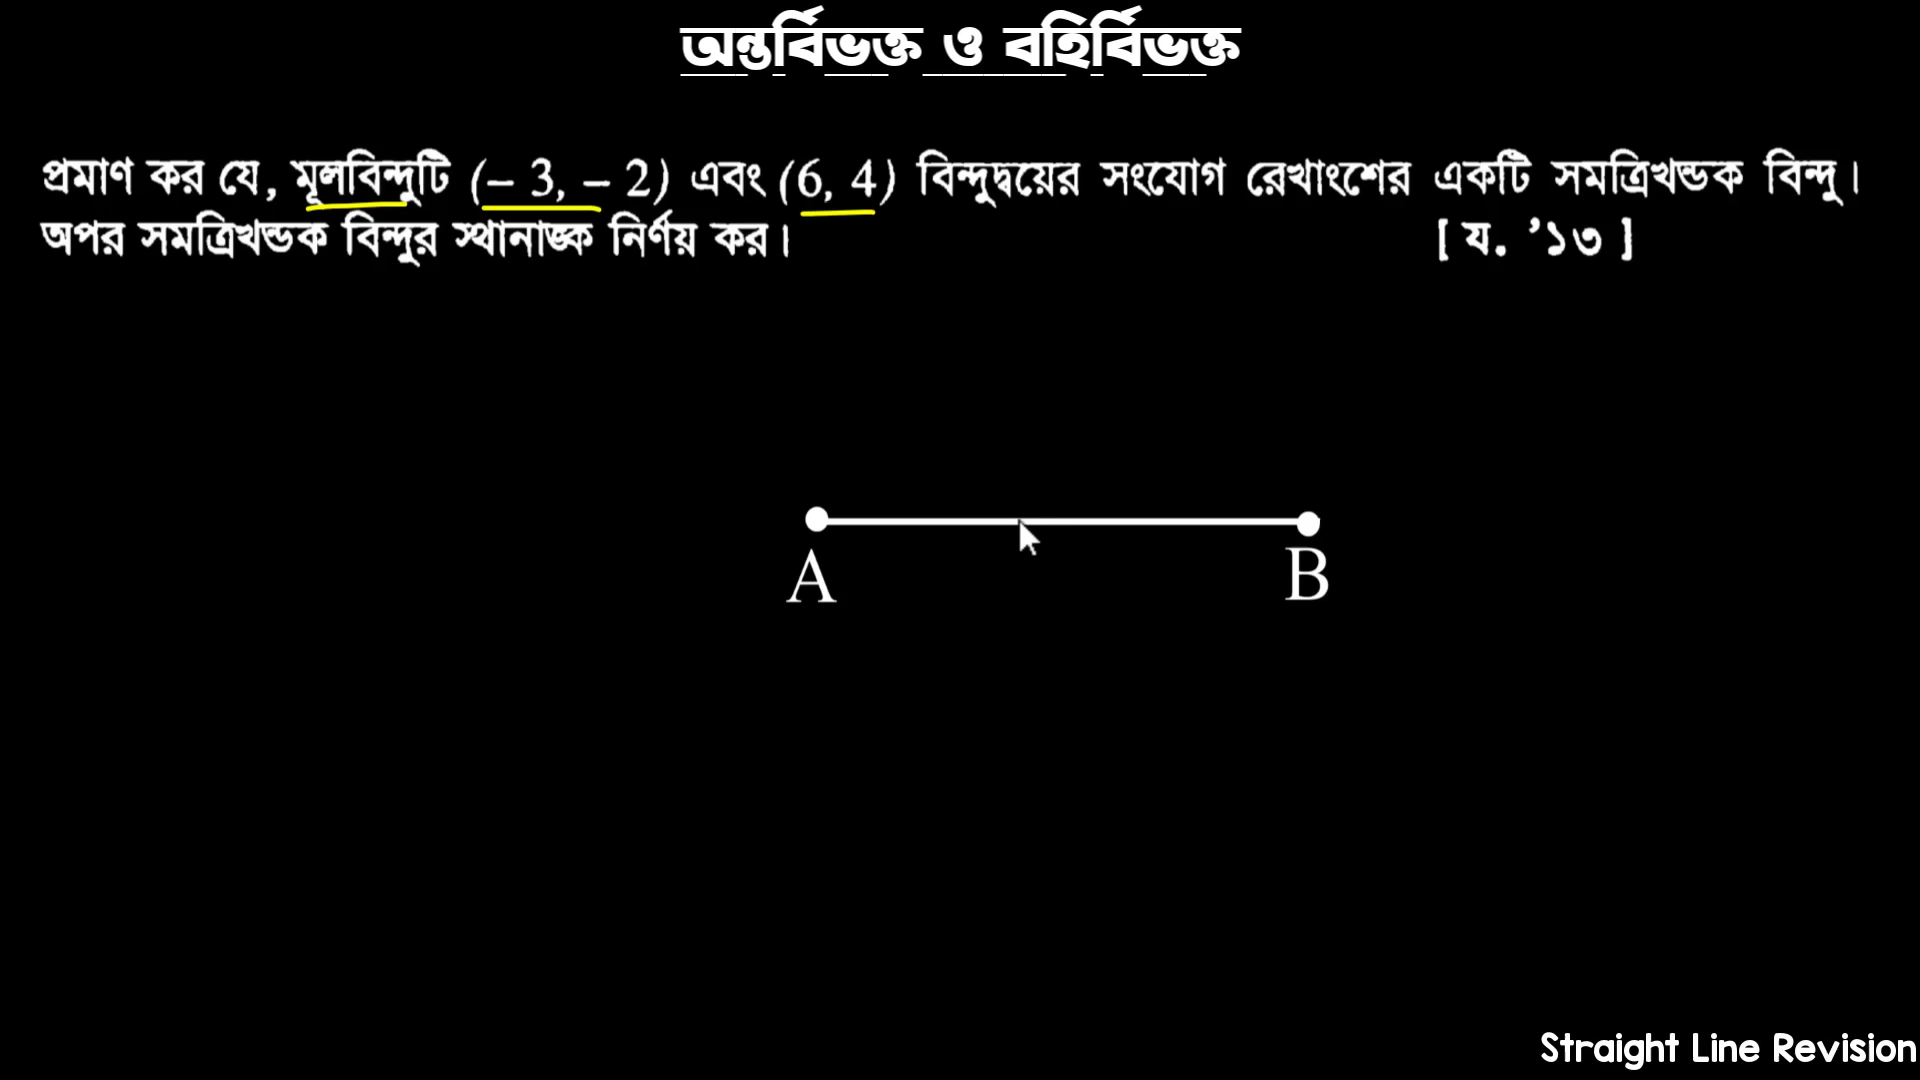 অন্তর্বিভক্ত ও বহির্বিভক্ত
প্রমাণ কর যে, মূলবিন্দুটি (– 3, – 2) এবং (6, 4) বিন্দুদ্বয়ের সংযোগ রেখাংশের একটি সমত্রিখন্ডক বিন্দু।
অপর সমত্রিখন্ডক বিন্দুর স্থানাঙ্ক নির্ণয় কর। [ য. ’১৩ ]
A B
Straight Line Revision